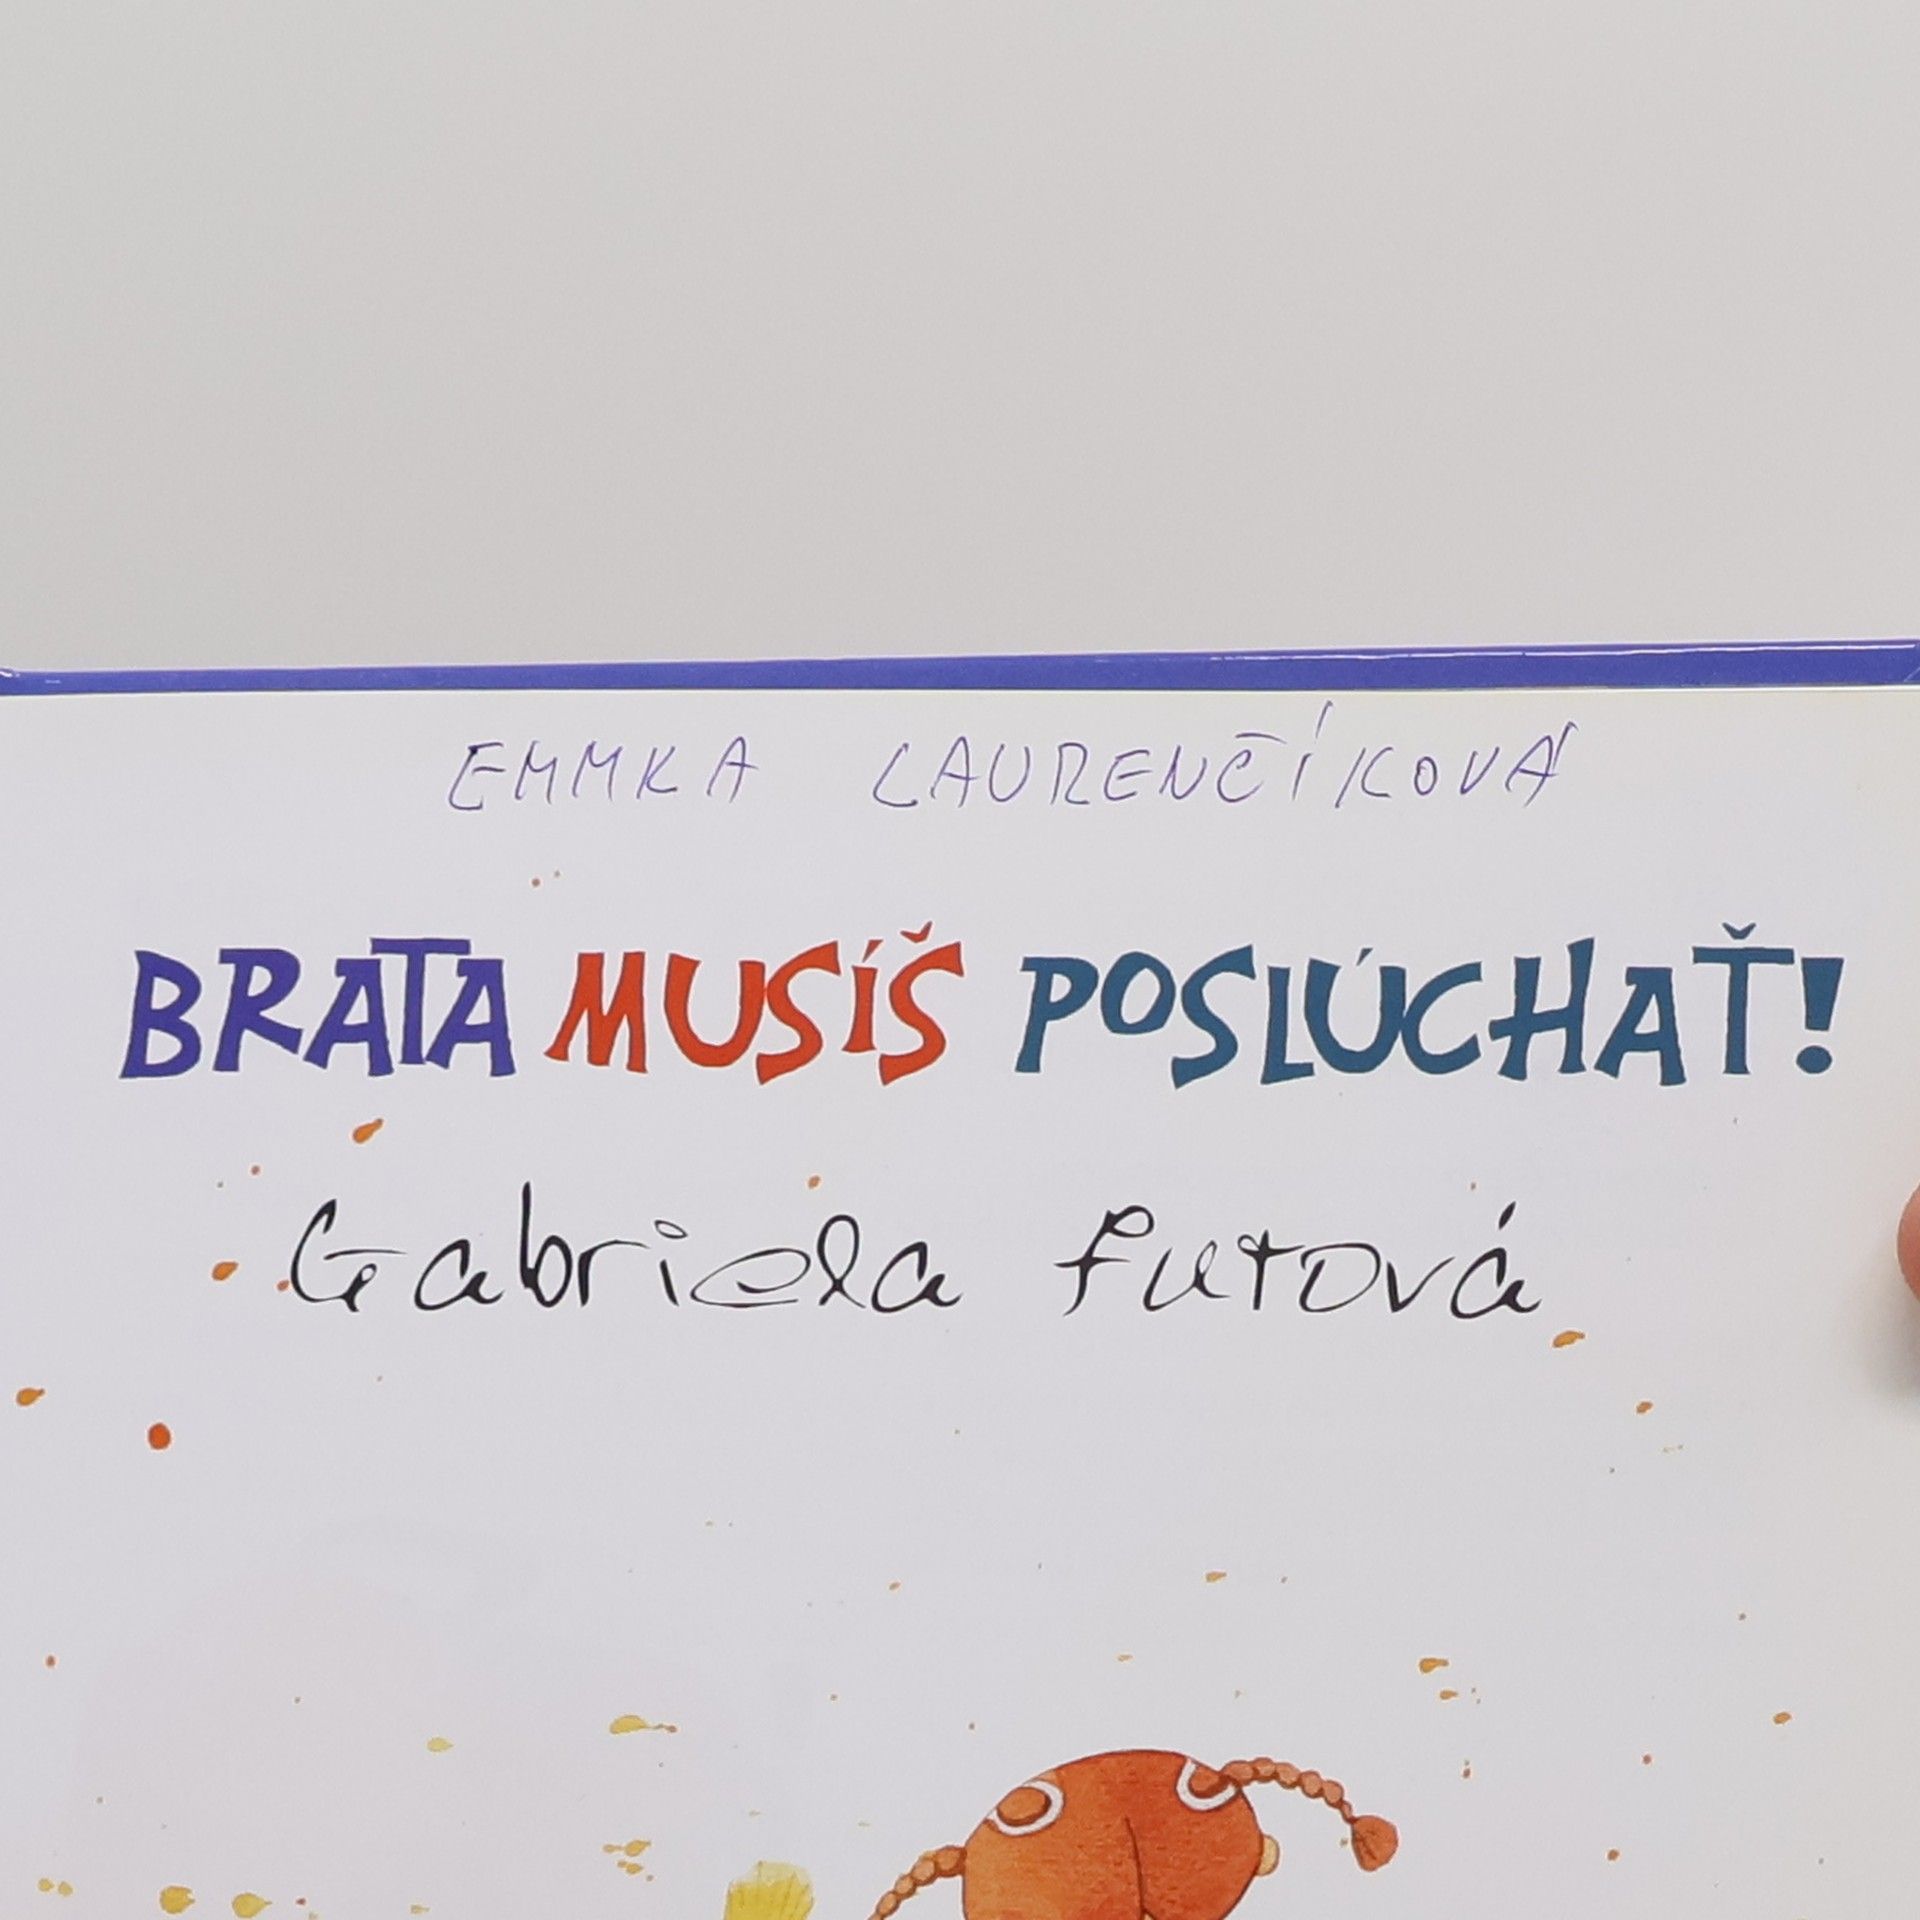 EMMKA LAURENČÍKOVÁ
BRATA MUSÍŠ POSLÚCHAŤ!
Gabriela Futová